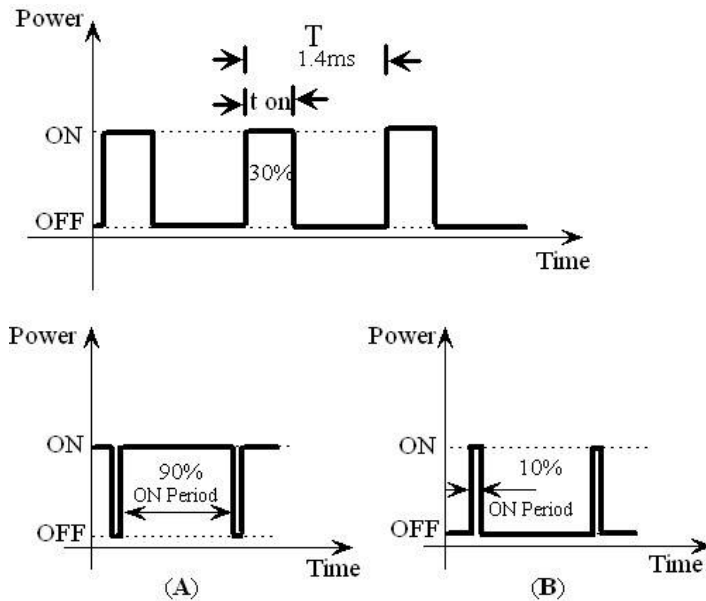 Power
T
1.4ms
t on
ON
30%
OFF
Time
Power
ON
90%
ON Period
OFF
Time
(A)
Power
ON
10%
ON Period
OFF
Time
(B)